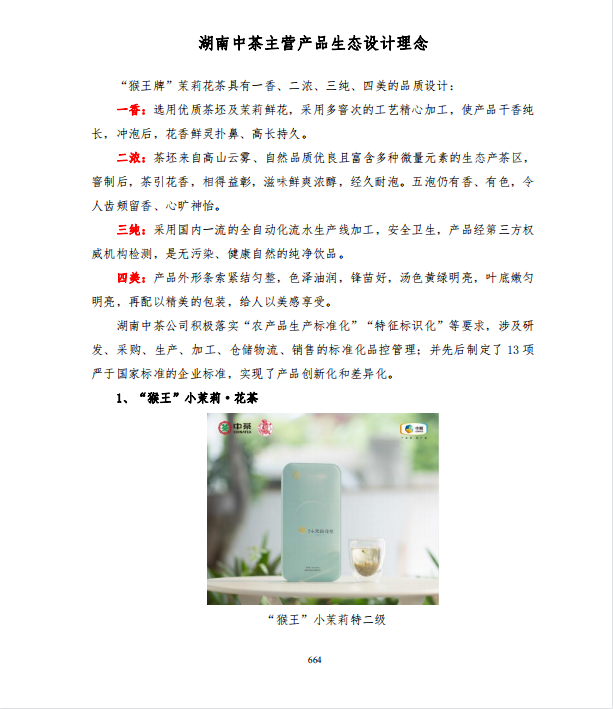 湖南中茶主营产品生态设计理念
“猴王牌”茉莉花茶具有一香、二浓、三纯、四美的品质设计：
一香：选用优质茶坯及茉莉鲜花，采用多窨次的工艺精心加工，使产品干香纯
长，冲泡后，花香鲜灵扑鼻、高长持久。
二浓：茶坯来自高山云雾、自然品质优良且富含多种微量元素的生态产茶区，
窨制后，茶引花香，相得益彰，滋味鲜爽浓醇，经久耐泡。五泡仍有香、有色，令
人齿颊留香、心旷神怡。
三纯：采用国内一流的全自动化流水生产线加工，安全卫生，产品经第三方权
威机构检测，是无污染、健康自然的纯净饮品。
四美：产品外形条索紧结匀整，色泽油润，锋苗好，汤色黄绿明亮，叶底嫩匀
明亮，再配以精美的包装，给人以美感享受。
湖南中茶公司积极落实“农产品生产标准化”“特征标识化”等要求，涉及研
发、采购、生产、加工、仓储物流、销售的标准化品控管理；并先后制定了 13 项
严于国家标准的企业标准，实现了产品创新化和差异化。
1、“猴王”小茉莉·花茶
中茶
中粮
“猴王”小茉莉特二级
664